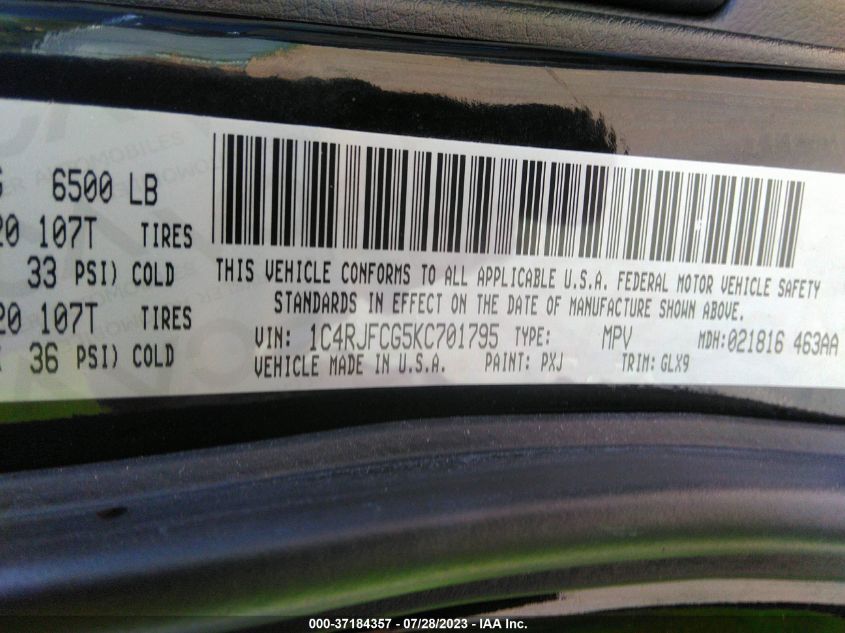 6500 LB
20 107T TIRES
33 PSI) COLD
20 107T TIRES
36 PSI) COLD
THIS VEHICLE CONFORMS TO ALL APPLICABLE U.S.A. FEDERAL MOTOR VEHICLE SAFETY
STANDARDS IN EFFECT ON THE DATE OF MANUFACTURE SHOWN ABOVE.
VIN: 1C4RJFCG5KC701795 TYPE: MPV MDH:021816 463AA
VEHICLE MADE IN U.S.A. PAINT: PXJ TRIM: GLX9
000-37184357 - 07/28/2023 - IAA Inc.